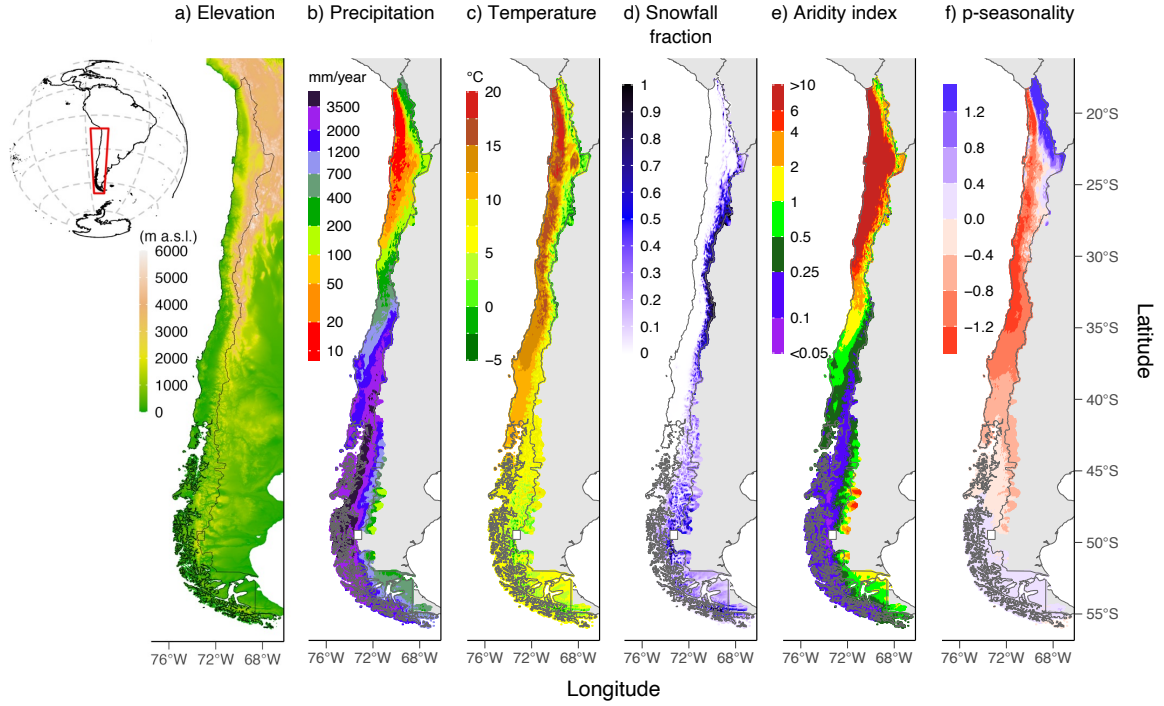 a) Elevation
b) Precipitation
c) Temperature
d) Snowfall
fraction
e) Aridity index
f) p-seasonality
(m a.s.l.)
6000
5000
4000
3000
2000
1000
0
mm/year
3500
2000
1200
700
400
200
100
50
20
10
°C
20
15
10
5
0
−5
1
0.9
0.8
0.7
0.6
0.5
0.4
0.3
0.2
0.1
0
>10
6
4
2
1
0.5
0.25
0.1
<0.05
1.2
0.8
0.4
0.0
−0.4
−0.8
−1.2
20°S
25°S
30°S
35°S
40°S
45°S
50°S
55°S
Latitude
76°W 72°W 68°W
76°W 72°W 68°W
76°W 72°W 68°W
76°W 72°W 68°W
76°W 72°W 68°W
76°W 72°W 68°W
Longitude